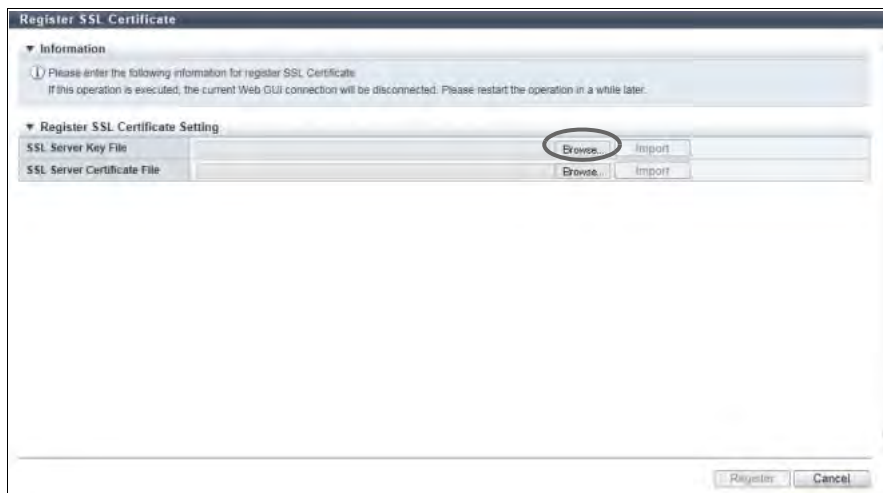 Register SSL Certificate
▼ Information
Please enter the following information for register SSL Certificate
If this operation is executed, the current Web GUI connection will be disconnected. Please restart the operation in a while later.
▼ Register SSL Certificate Setting
SSL Server Key File Browse... Import
SSL Server Certificate File Browse... Import
Register Cancel